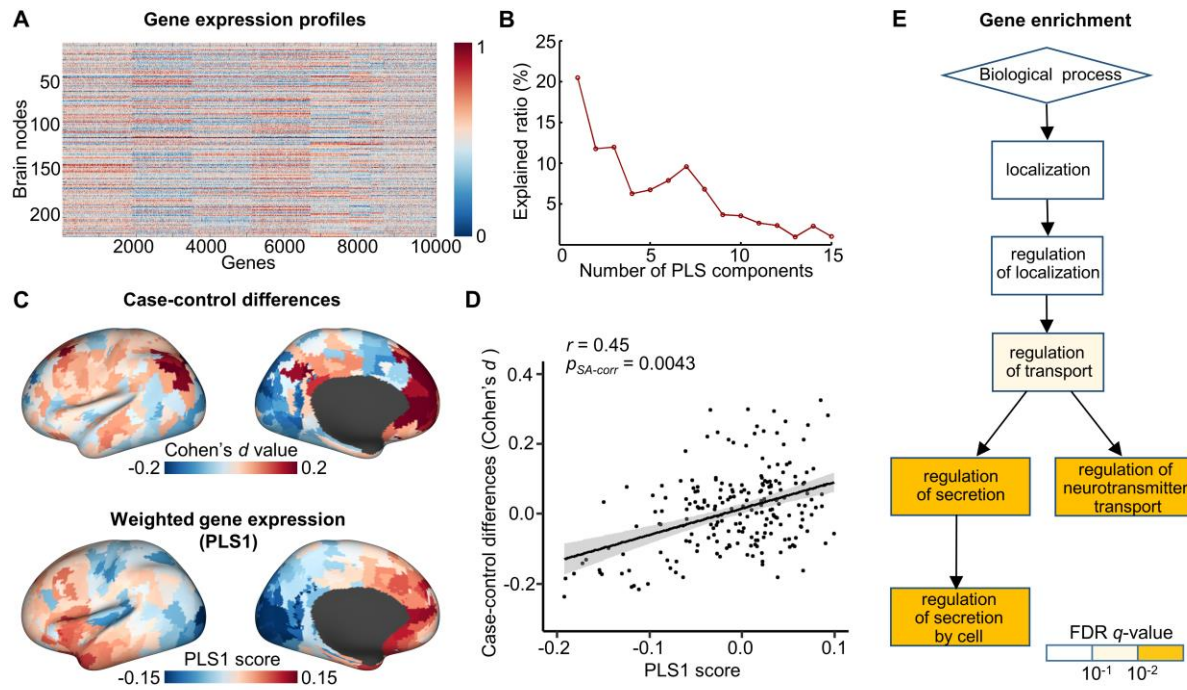 A
Gene expression profiles
Brain nodes
50
100
150
200
2000
4000
6000
8000
10000
Genes
1
0
B
Explained ratio (%)
25
20
15
10
5
5
10
15
Number of PLS components
C
Case-control differences
Cohen's d value
-0.2
0.2
Weighted gene expression
(PLS1)
PLS1 score
-0.15
0.15
D
r = 0.45
pSA-corr = 0.0043
Case-control differences (Cohen's d )
0.4
0.2
0.0
-0.2
-0.2
-0.1
0.0
0.1
PLS1 score
E
Gene enrichment
Biological process
localization
regulation
of localization
regulation
of transport
regulation
of secretion
regulation of
neurotransmitter
transport
regulation
of secretion
by cell
FDR q-value
10-1
10-2